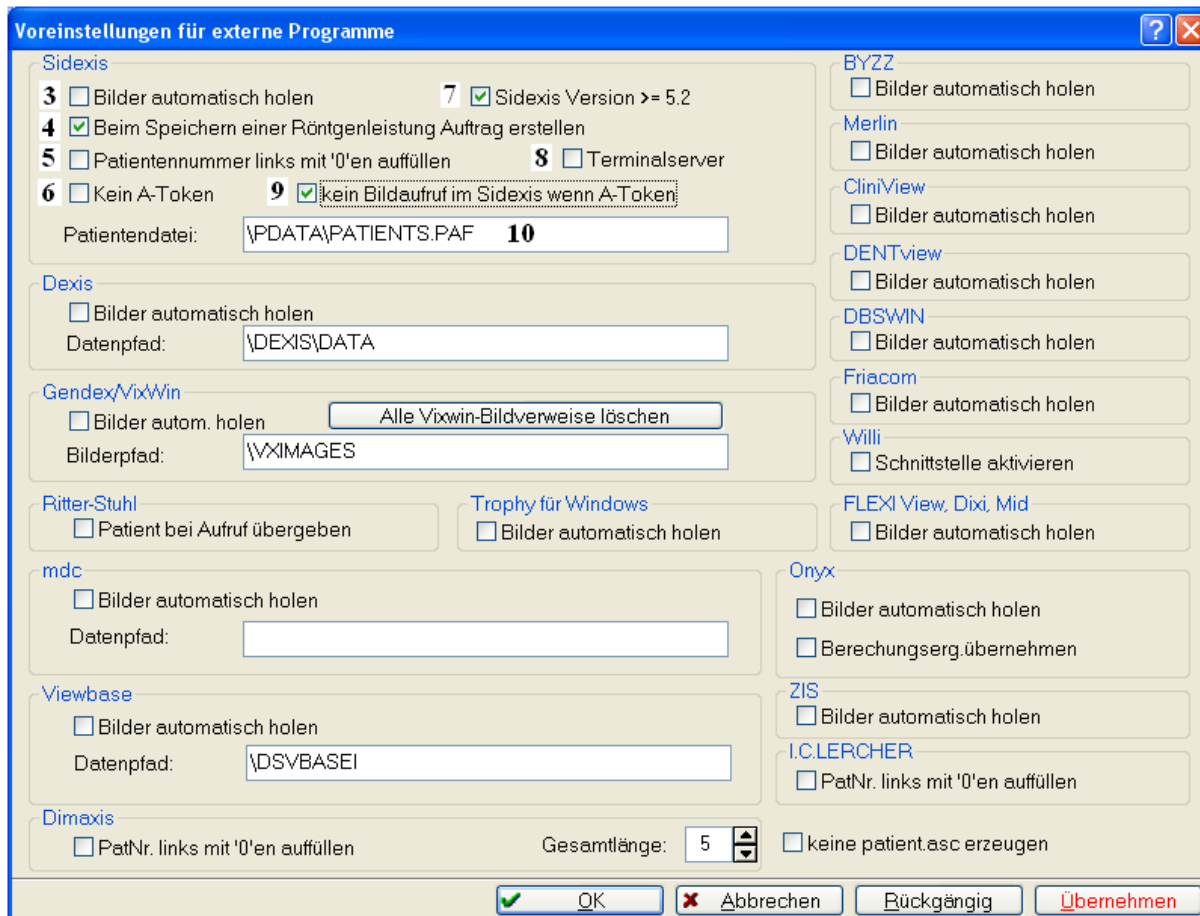 Voreinstellungen für externe Programme
Sidexis
3 Bilder automatisch holen
7 Sidexis Version >= 5.2
4 Beim Speichern einer Röntgenleistung Auftrag erstellen
5 Patientennummer links mit '0'en auffüllen
8 Terminalserver
6 Kein A-Token
9 kein Bildaufruf im Sidexis wenn A-Token
Patientendatei: \PDATA\PATIENTS.PAF 10
Dexis
Bilder automatisch holen
Datenpfad: \DEXIS\DATA
Gendex/VixWin
Bilder autom. holen
Alle Vixwin-Bildverweise löschen
Bilderpfad: \VXIMAGES
Ritter-Stuhl
Patient bei Aufruf übergeben
Trophy für Windows
Bilder automatisch holen
mdc
Bilder automatisch holen
Datenpfad:
Viewbase
Bilder automatisch holen
Datenpfad: \DSVBASEI
Dimaxis
PatNr. links mit '0'en auffüllen
Gesamtlänge: 5
BYZZ
Bilder automatisch holen
Merlin
Bilder automatisch holen
CliniView
Bilder automatisch holen
DENTview
Bilder automatisch holen
DBSWIN
Bilder automatisch holen
Friacom
Bilder automatisch holen
Willi
Schnittstelle aktivieren
FLEXI View, Dixi, Mid
Bilder automatisch holen
Onyx
Bilder automatisch holen
Berechungserg.übernehmen
ZIS
Bilder automatisch holen
I.C.LERCHER
PatNr. links mit '0'en auffüllen
keine patient.asc erzeugen
OK
Abbrechen
Rückgängig
Übernehmen